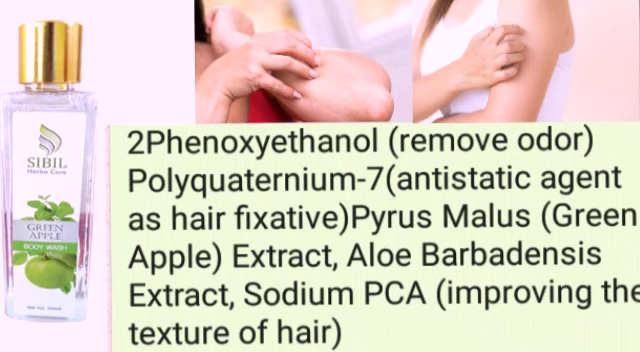 SIBIL
Herbo Care
GREEN
APPLE
BODY WASH
2Phenoxyethanol (remove odor)
Polyquaternium-7(antistatic agent
as hair fixative)Pyrus Malus (Green
Apple) Extract, Aloe Barbadensis
Extract, Sodium PCA (improving the
texture of hair)